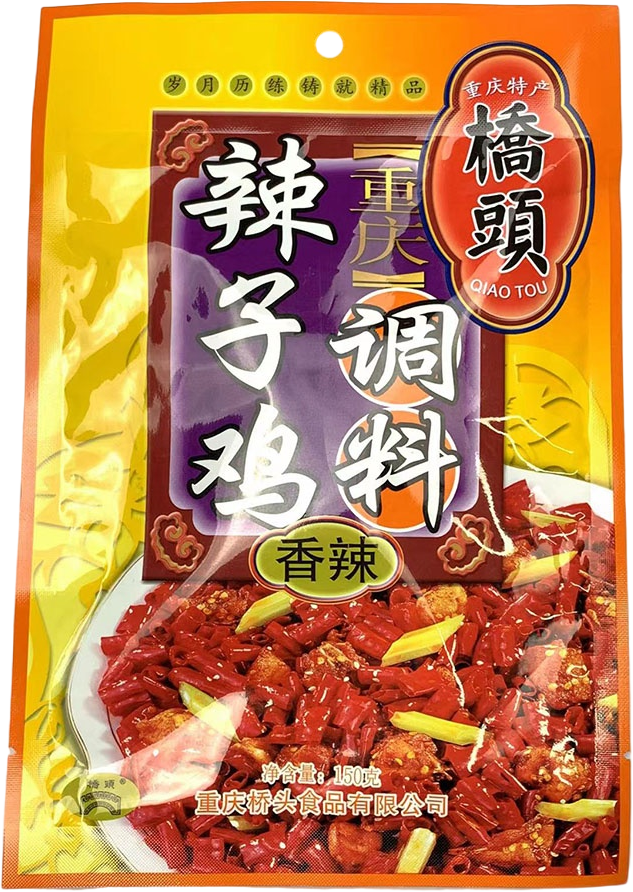 岁月历练铸就精品
重庆特产
橋頭
QIAO TOU
【重庆】
调料
辣子鸡
香辣
净含量：150克
重庆桥头食品有限公司
橋頭®